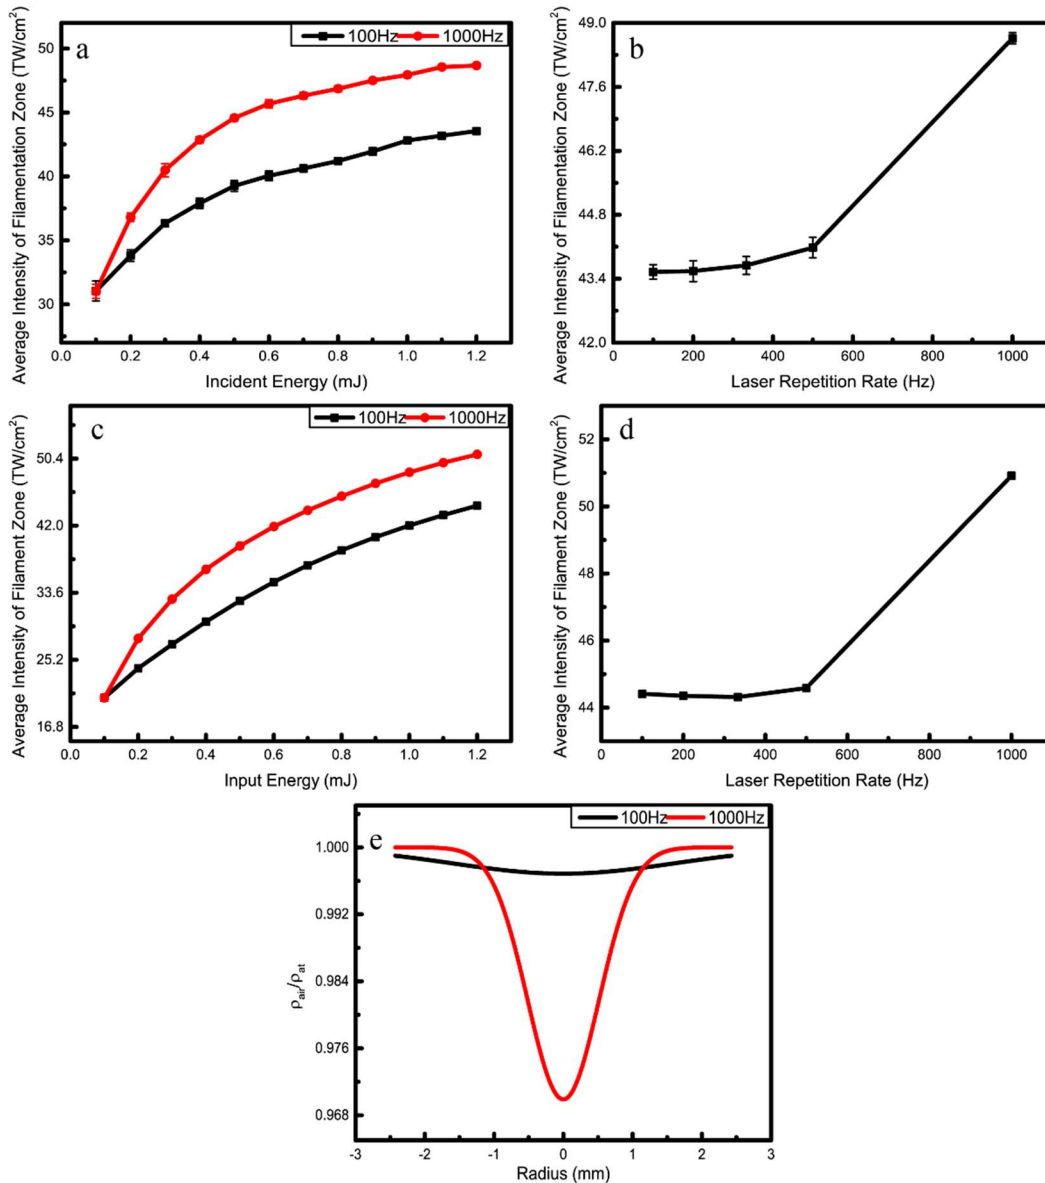 a
100Hz 1000Hz
Average Intensity of Filamentation Zone (TW/cm²)
50
45
40
35
30
0.0 0.2 0.4 0.6 0.8 1.0 1.2
Incident Energy (mJ)
b
Average Intensity of Filamentation Zone (TW/cm²)
49.0
47.6
46.2
44.8
43.4
42.0
0 200 400 600 800 1000
Laser Repetition Rate (Hz)
c
100Hz 1000Hz
Average Intensity of Filament Zone (TW/cm²)
50.4
42.0
33.6
25.2
16.8
0.0 0.2 0.4 0.6 0.8 1.0 1.2
Input Energy (mJ)
d
Average Intensity of Filament Zone (TW/cm²)
52
50
48
46
44
0 200 400 600 800 1000
Laser Repetition Rate (Hz)
e
100Hz 1000Hz
ρair/ρat
1.000
0.992
0.984
0.976
0.968
-3 -2 -1 0 1 2 3
Radius (mm)